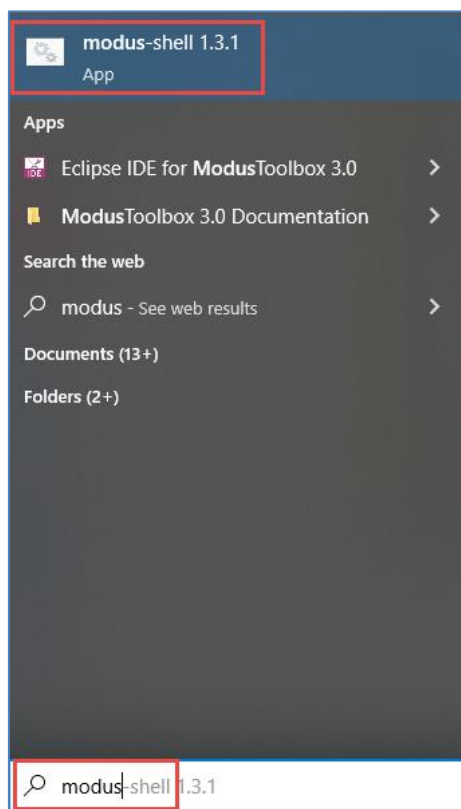 modus-shell 1.3.1
App
Apps
IDE
Eclipse IDE for ModusToolbox 3.0
ModusToolbox 3.0 Documentation
Search the web
modus - See web results
Documents (13+)
Folders (2+)
modus-shell 1.3.1